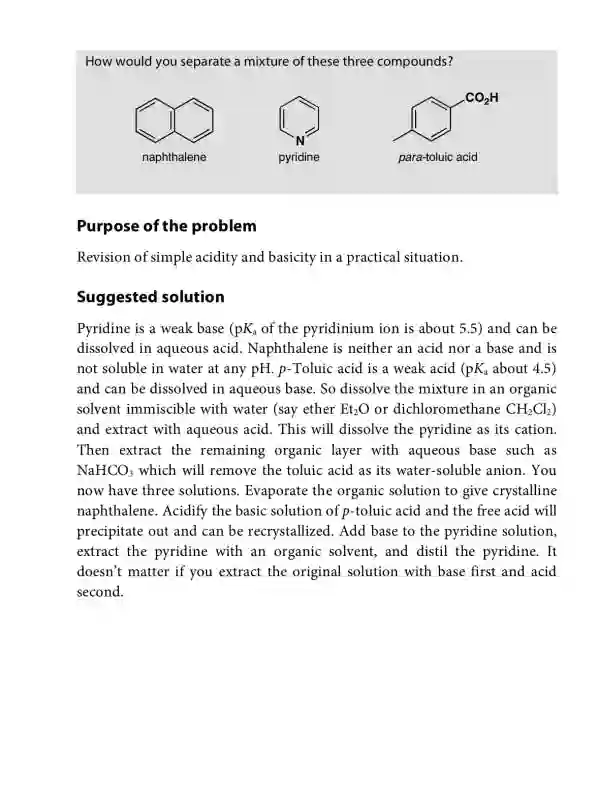 How would you separate a mixture of these three compounds?
CO₂H
N
naphthalene pyridine para-toluic acid
Purpose of the problem
Revision of simple acidity and basicity in a practical situation.
Suggested solution
Pyridine is a weak base (pKₐ of the pyridinium ion is about 5.5) and can be
dissolved in aqueous acid. Naphthalene is neither an acid nor a base and is
not soluble in water at any pH. p-Toluic acid is a weak acid (pKₐ about 4.5)
and can be dissolved in aqueous base. So dissolve the mixture in an organic
solvent immiscible with water (say ether Et₂O or dichloromethane CH₂Cl₂)
and extract with aqueous acid. This will dissolve the pyridine as its cation.
Then extract the remaining organic layer with aqueous base such as
NaHCO₃ which will remove the toluic acid as its water-soluble anion. You
now have three solutions. Evaporate the organic solution to give crystalline
naphthalene. Acidify the basic solution of p-toluic acid and the free acid will
precipitate out and can be recrystallized. Add base to the pyridine solution,
extract the pyridine with an organic solvent, and distil the pyridine. It
doesn't matter if you extract the original solution with base first and acid
second.